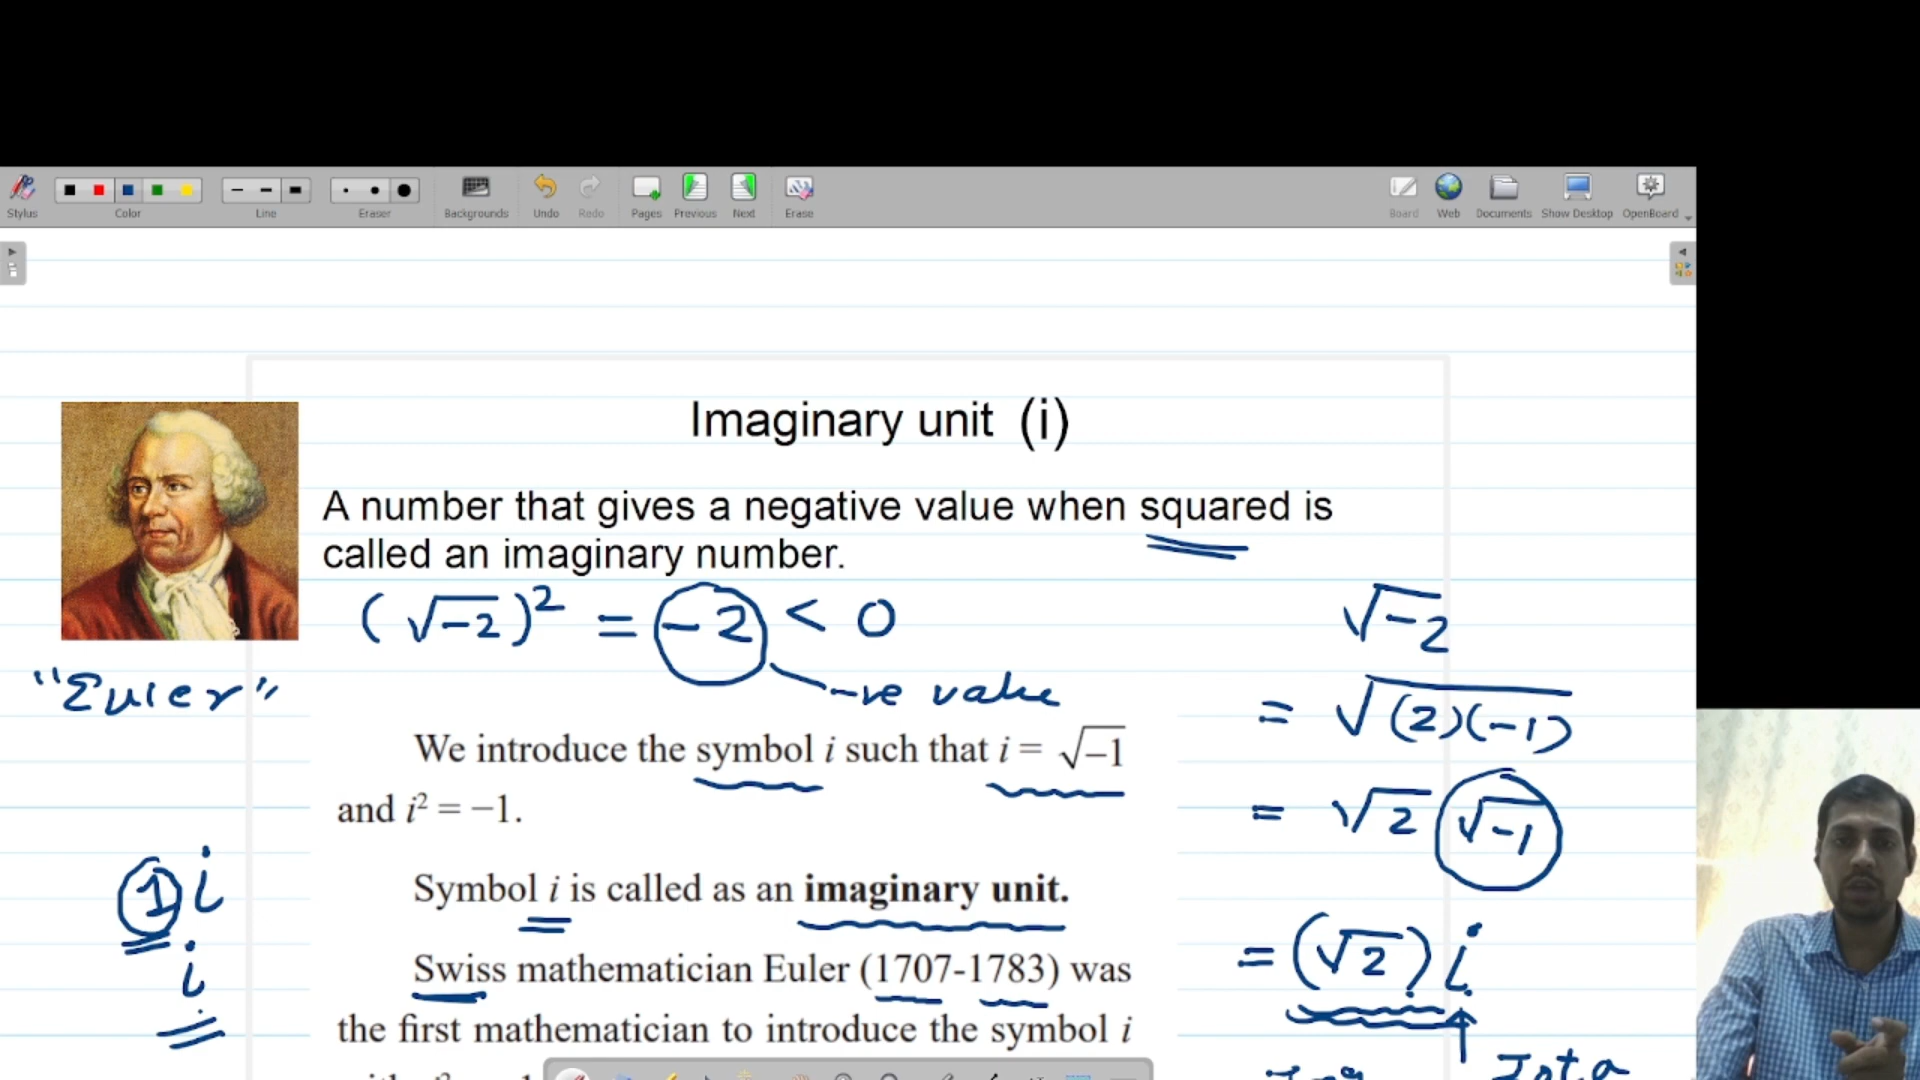 Stylus Color Line Eraser Backgrounds Undo Redo Pages Previous Next Erase Board Web Documents Show Desktop OpenBoard
Imaginary unit (i)
A number that gives a negative value when squared is
called an imaginary number.
(√-2)² = -2 < 0
-ve value
"Euler"
We introduce the symbol i such that i = √−1
and i² = −1.
1 i
i
Symbol i is called as an imaginary unit.
Swiss mathematician Euler (1707-1783) was
the first mathematician to introduce the symbol i
√-2
= √(2)(-1)
= √2 √-1
= (√2) i
Iota